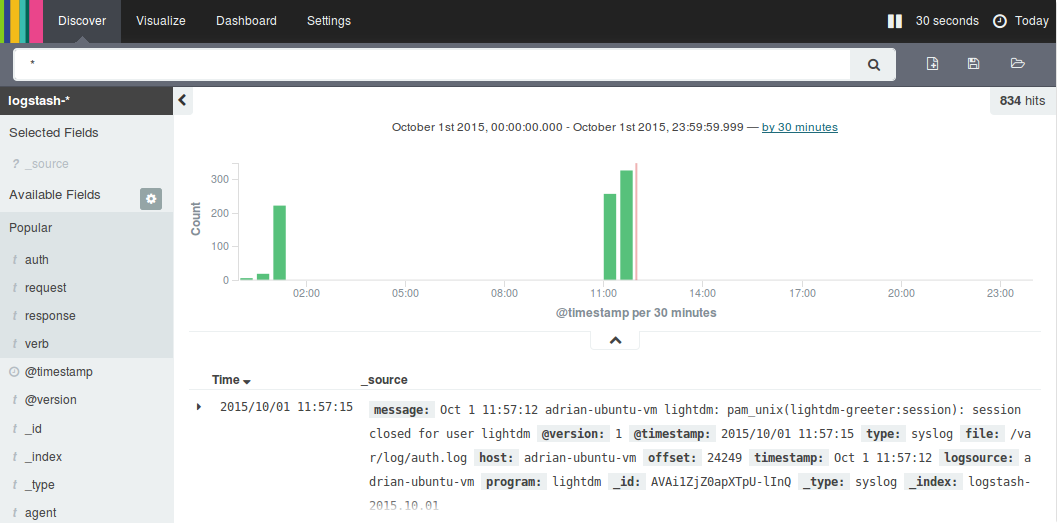 Discover Visualize Dashboard Settings 30 seconds Today
*
logstash-*
834 hits
Selected Fields
? _source
Available Fields
Popular
t auth
t request
t response
t verb
@timestamp
t @version
t _id
t _index
t _type
t agent
October 1st 2015, 00:00:00.000 - October 1st 2015, 23:59:59.999 — by 30 minutes
Count
300
200
100
0
02:00 05:00 08:00 11:00 14:00 17:00 20:00 23:00
@timestamp per 30 minutes
Time _source
2015/10/01 11:57:15
message: Oct 1 11:57:12 adrian-ubuntu-vm lightdm: pam_unix(lightdm-greeter:session): session
closed for user lightdm @version: 1 @timestamp: 2015/10/01 11:57:15 type: syslog file: /va
r/log/auth.log host: adrian-ubuntu-vm offset: 24249 timestamp: Oct 1 11:57:12 logsource: a
drian-ubuntu-vm program: lightdm _id: AVAi1ZjZ0apXTpU-lInQ _type: syslog _index: logstash-
2015.10.01